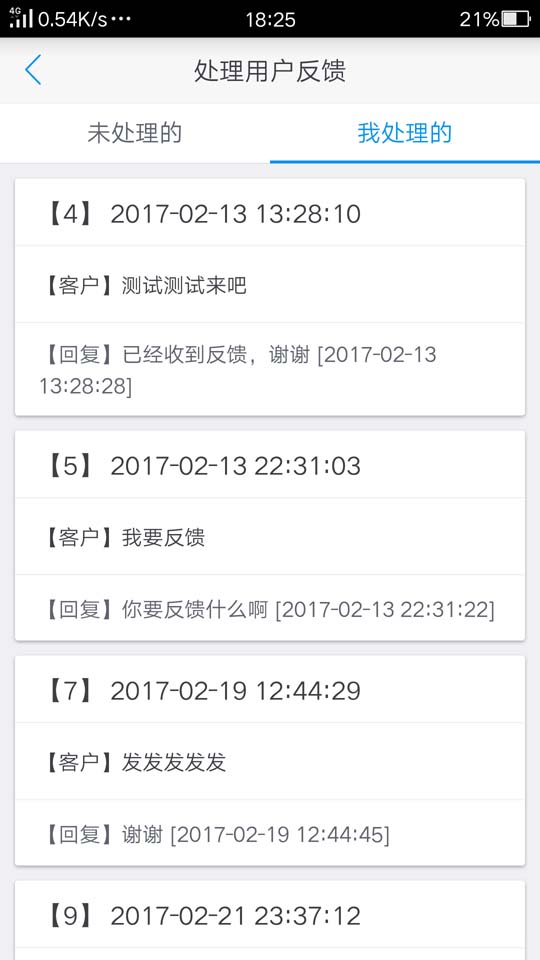 4G 0.54K/s... 18:25 21%
处理用户反馈
未处理的 我处理的
【4】 2017-02-13 13:28:10
【客户】测试测试来吧
【回复】已经收到反馈，谢谢 [2017-02-13
13:28:28]
【5】 2017-02-13 22:31:03
【客户】我要反馈
【回复】你要反馈什么啊 [2017-02-13 22:31:22]
【7】 2017-02-19 12:44:29
【客户】发发发发发
【回复】谢谢 [2017-02-19 12:44:45]
【9】 2017-02-21 23:37:12